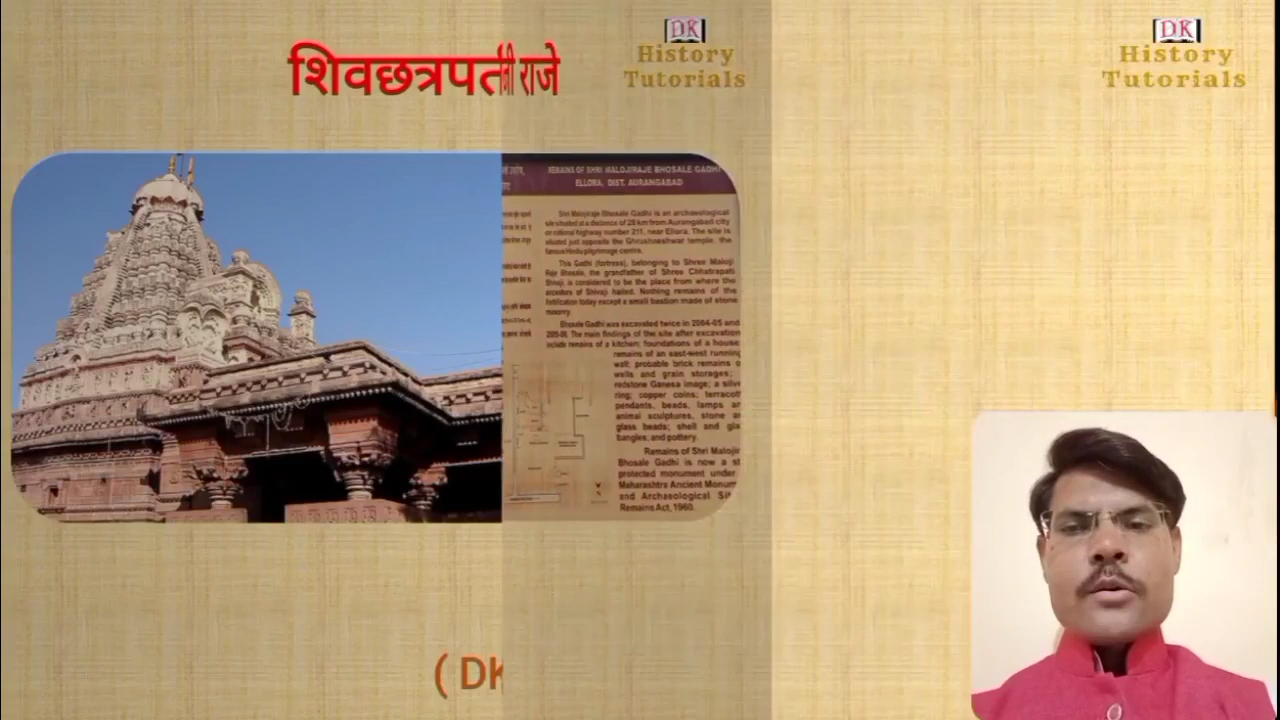 शिवछत्रपती राजे
DK
History
Tutorials
DK
History
Tutorials
REMAINS OF SHRI MALOJIRAJE BHOSALE GADHI
ELLORA, DIST. AURANGABAD
Shri Malojiraje Bhosale Gadhi is an archaeological
site situated at a distance of 28 km from Aurangabad city
on national highway number 211, near Ellora. The site is
situated just opposite the Ghrushneshwar temple, the
famous Hindu pilgrimage centre.
This Gadhi (fortress), belonging to Shree Maloji
Raje Bhosale, the grandfather of Shree Chhatrapati
Shivaji, is considered to be the place from where the
ancestors of Shivaji hailed. Nothing remains of the
fortification today except a small bastion made of stone
masonry.
Bhosale Gadhi was excavated twice in 2004-05 and
2005-06. The main findings of the site after excavation
include remains of a kitchen; foundations of a house;
remains of an east-west running
wall; probable brick remains o
wells and grain storages;
redstone Ganesa image; a silve
ring; copper coins; terracot
pendants, beads, lamps an
animal sculptures, stone an
glass beads; shell and gla
bangles; and pottery.
Remains of Shri Malojir
Bhosale Gadhi is now a st
protected monument under
Maharashtra Ancient Monum
and Archaeological Sit
Remains Act, 1960.
( DK